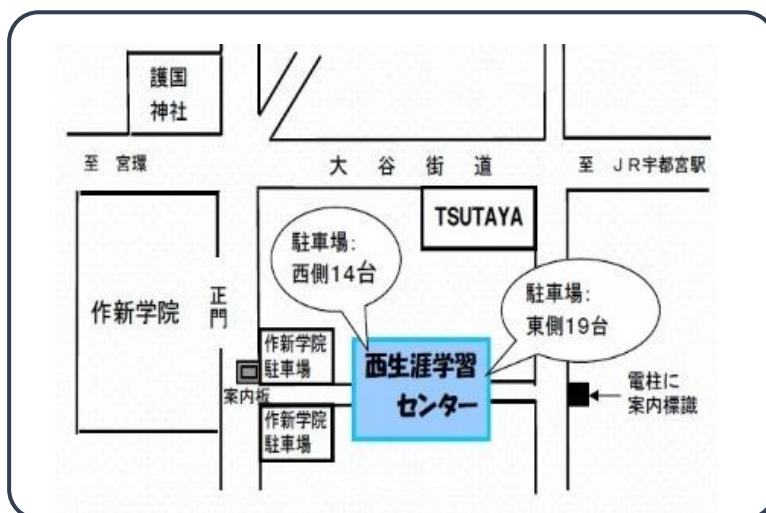 護国
神社
至 宮環
大 谷 街 道
至 JR宇都宮駅
TSUTAYA
駐車場:
西側14台
駐車場:
東側19台
作新学院
正
門
作新学院
駐車場
西生涯学習
センター
案内板
電柱に
案内標識
作新学院
駐車場